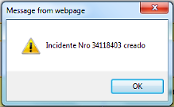 Message from webpage
Incidente Nro 34118403 creado
OK